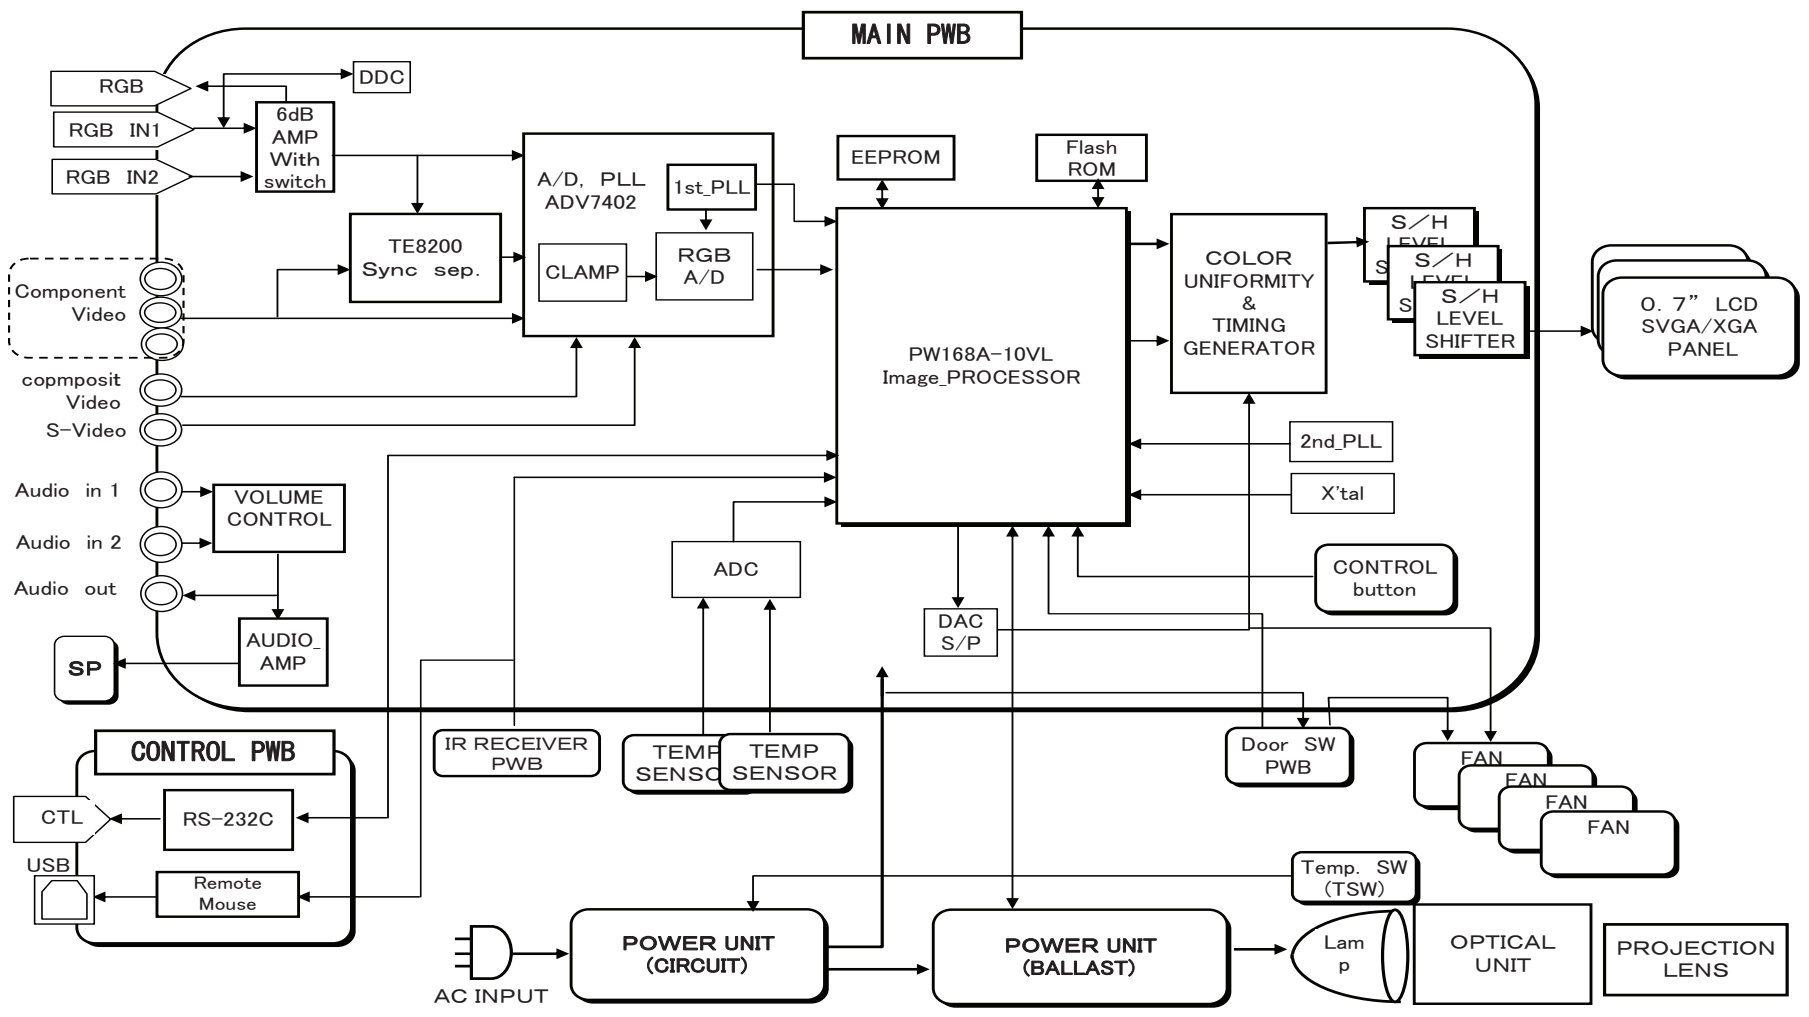 MAIN PWB
RGB
DDC
RGB IN1
RGB IN2
6dB
AMP
With
switch
A/D, PLL
ADV7402
1st_PLL
CLAMP
RGB
A/D
TE8200
Sync sep.
EEPROM
Flash
ROM
PW168A-10VL
Image_PROCESSOR
COLOR
UNIFORMITY
&
TIMING
GENERATOR
S/H
LEVEL
S
S/H
LEVEL
S
S/H
LEVEL
SHIFTER
0. 7” LCD
SVGA/XGA
PANEL
Component
Video
copmposit
Video
S-Video
Audio in 1
Audio in 2
Audio out
VOLUME
CONTROL
AUDIO_
AMP
SP
2nd_PLL
X'tal
CONTROL
button
ADC
DAC
S/P
CONTROL PWB
CTL
RS-232C
USB
Remote
Mouse
IR RECEIVER
PWB
TEMP
SENSO
TEMP
SENSOR
Door SW
PWB
FAN
FAN
FAN
FAN
Temp. SW
(TSW)
AC INPUT
POWER UNIT
(CIRCUIT)
POWER UNIT
(BALLAST)
Lam
p
OPTICAL
UNIT
PROJECTION
LENS